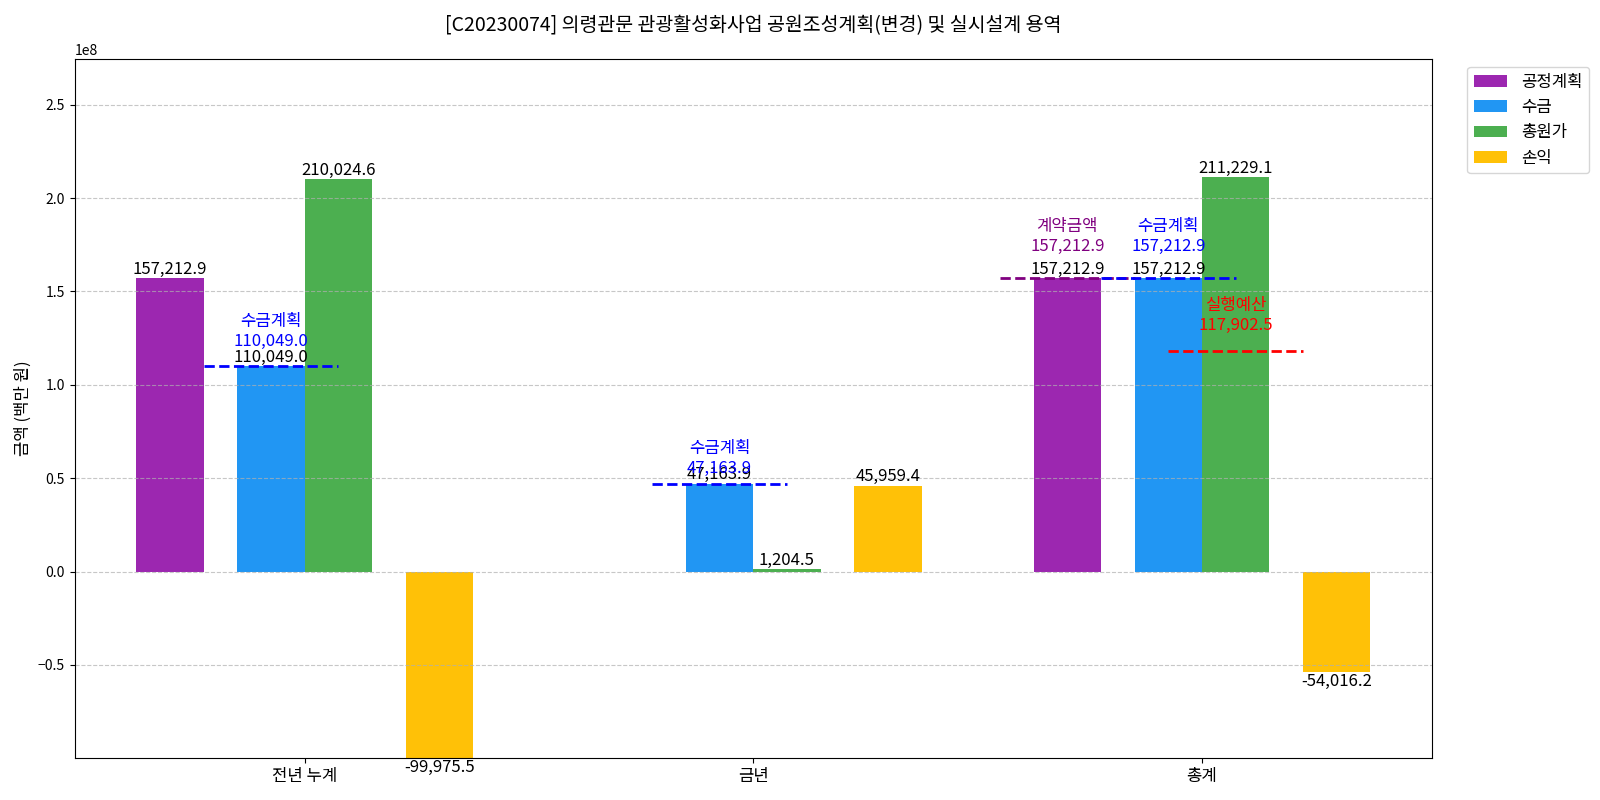 [C20230074] 의령관문 관광활성화사업 공원조성계획(변경) 및 실시설계 용역
1e8
공정계획
수금
총원가
손익
금액 (백만 원)
2.5
2.0
1.5
1.0
0.5
0.0
−0.5
157,212.9
수금계획
110,049.0
110,049.0
210,024.6
-99,975.5
수금계획
47,163.9
47,163.9
1,204.5
45,959.4
계약금액
157,212.9
157,212.9
수금계획
157,212.9
157,212.9
211,229.1
실행예산
117,902.5
-54,016.2
전년 누계
금년
총계